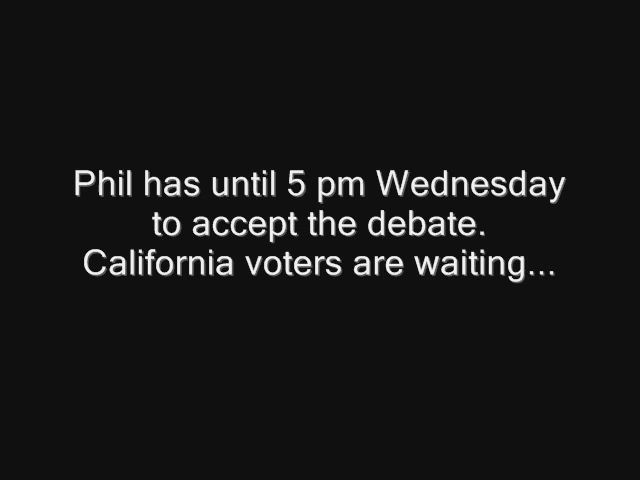 Phil has until 5 pm Wednesday
to accept the debate.
California voters are waiting...